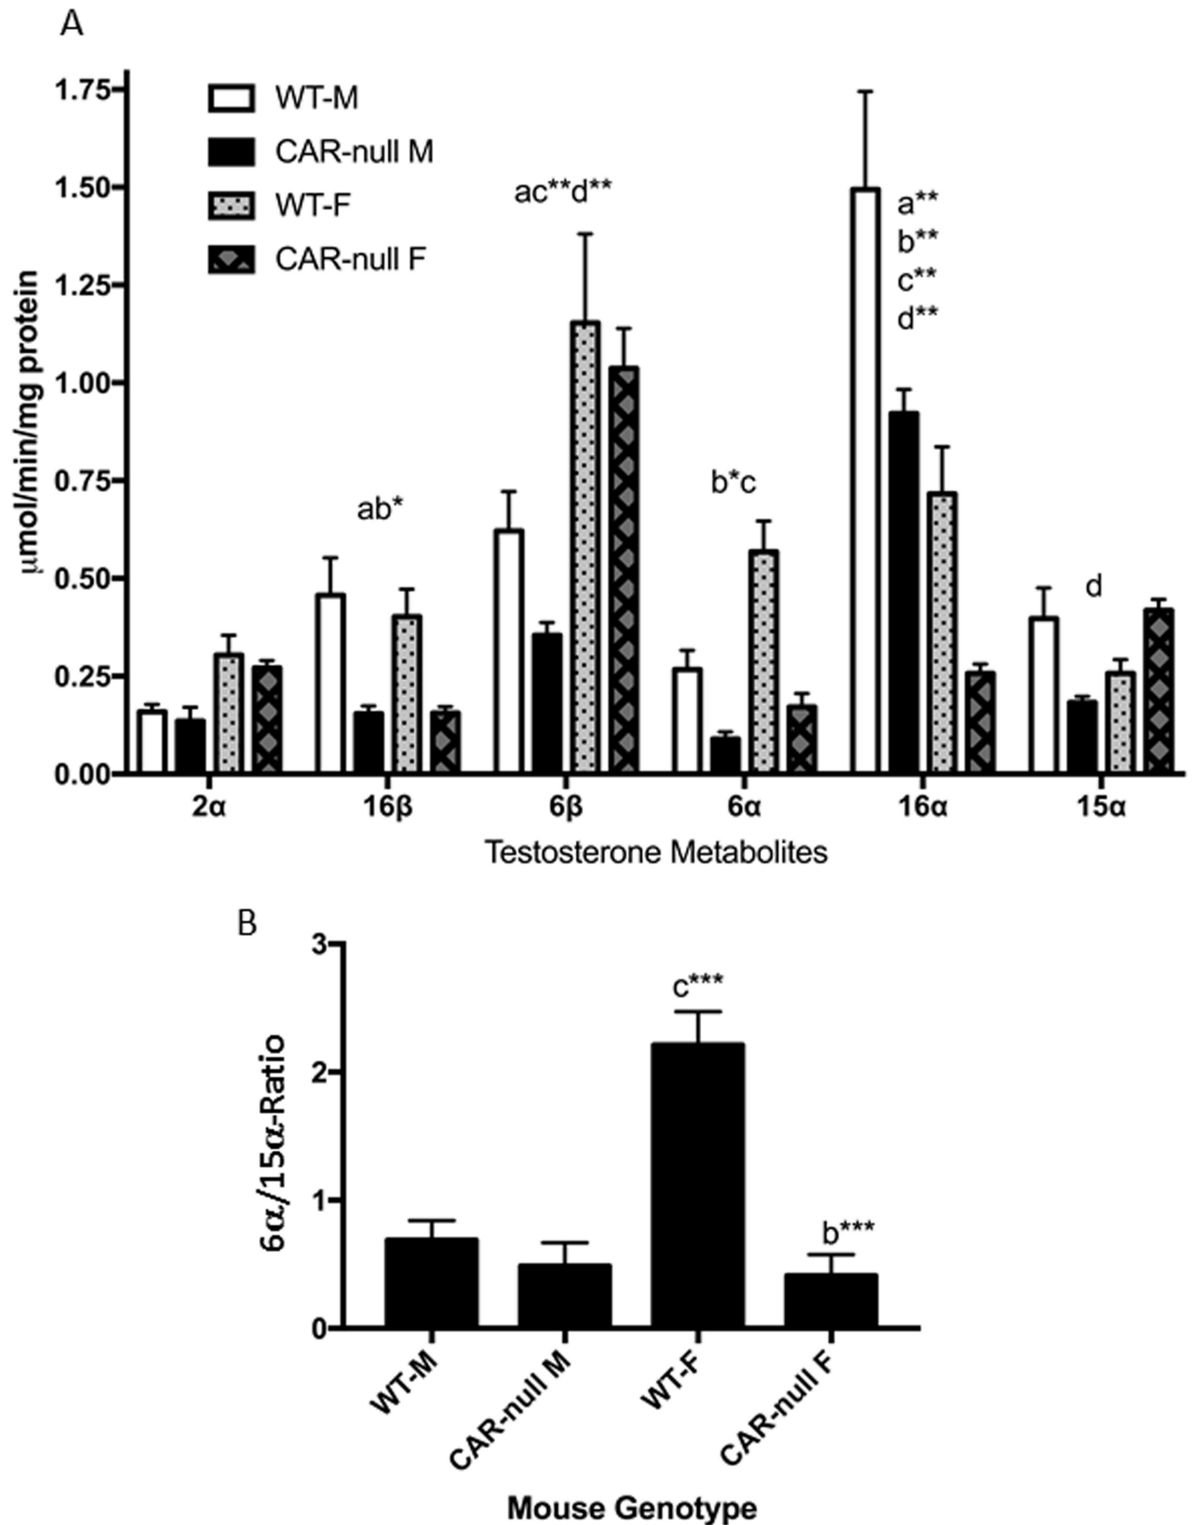 A
1.75
1.50
1.25
1.00
0.75
0.50
0.25
0.00
μmol/min/mg protein
WT-M
CAR-null M
WT-F
CAR-null F
ab*
ac**d**
b*c
a**
b**
c**
d**
d
2α 16β 6β 6α 16α 15α
Testosterone Metabolites
B
3
2
1
0
6α/15α-Ratio
c***
b***
WT-M
CAR-null M
WT-F
CAR-null F
Mouse Genotype